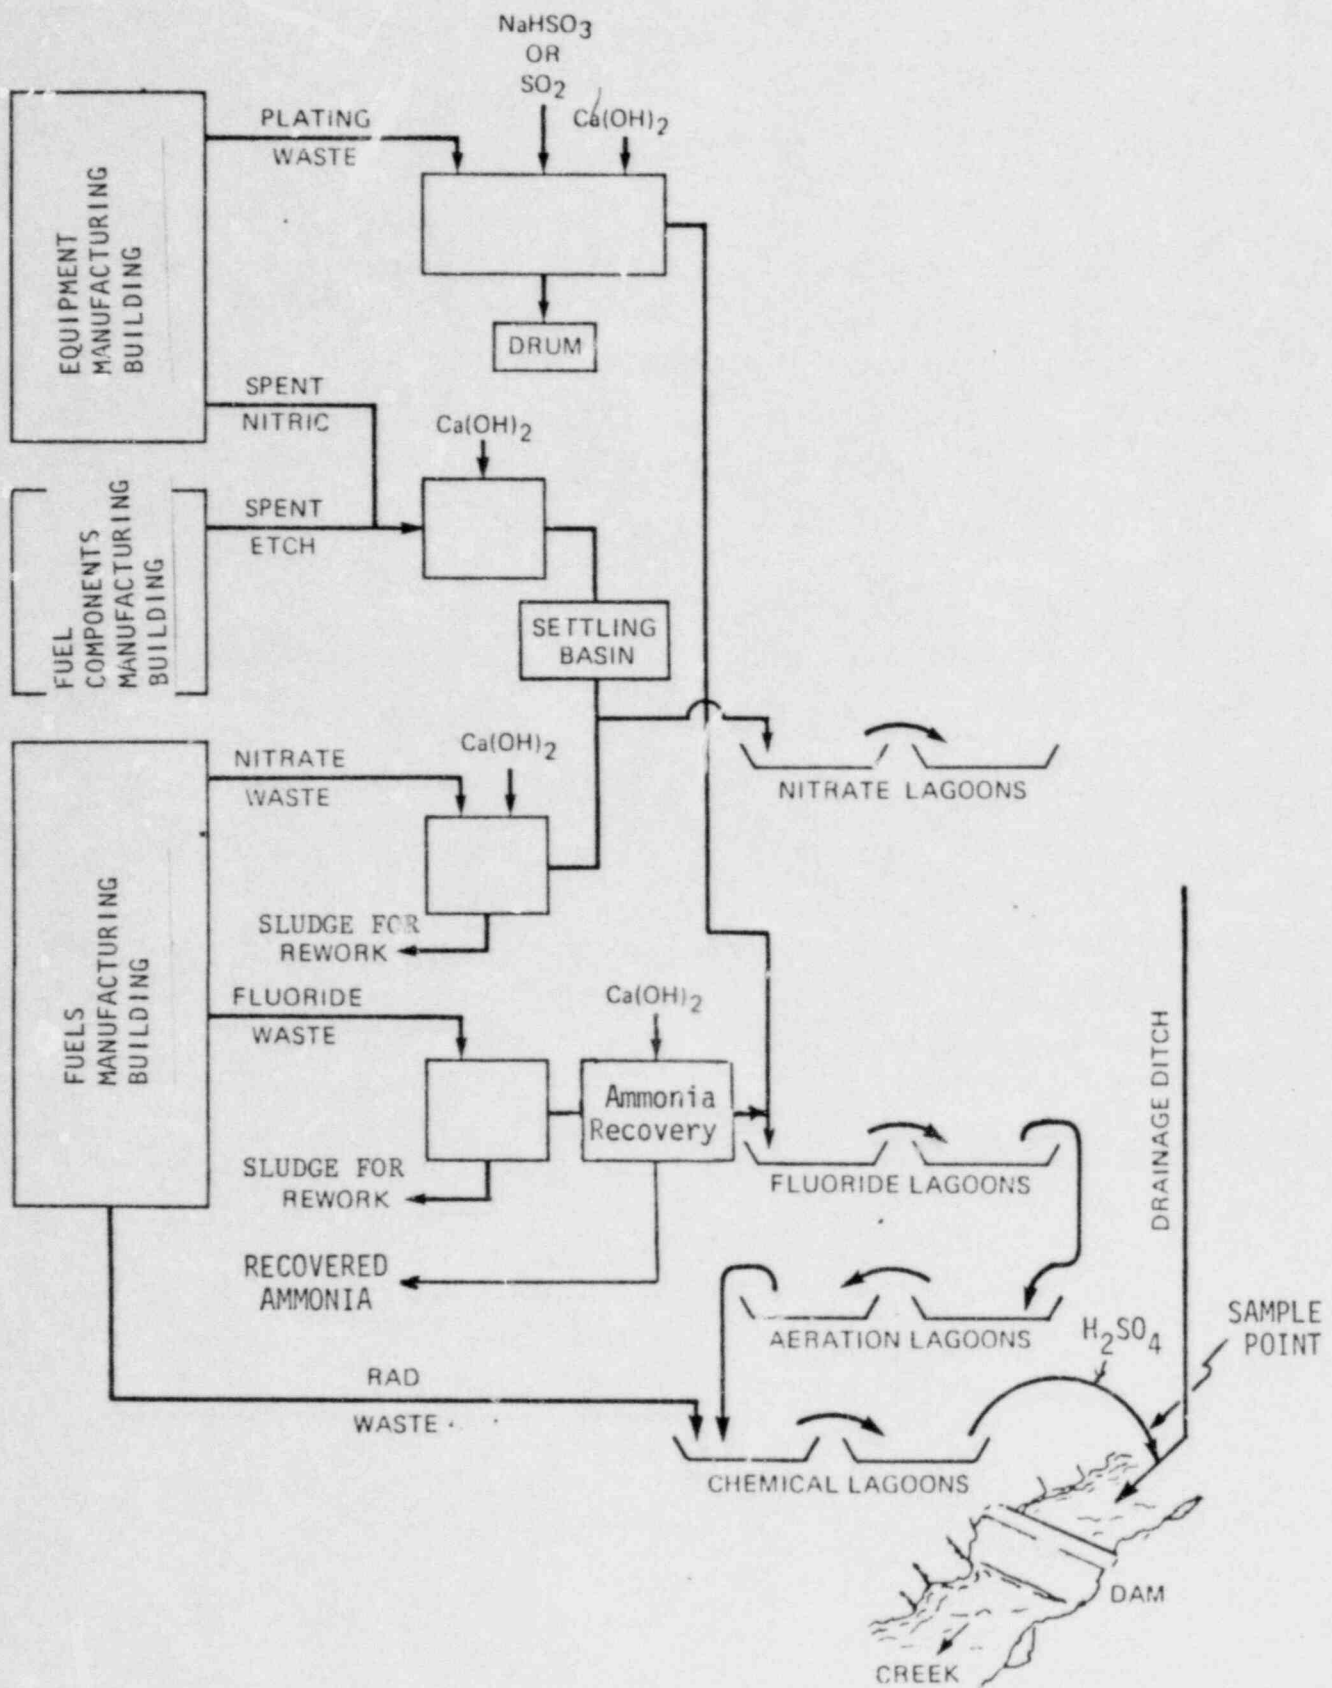 NaHSO3
OR
SO2
Ca(OH)2
PLATING
WASTE
EQUIPMENT
MANUFACTURING
BUILDING
DRUM
SPENT
NITRIC
Ca(OH)2
SPENT
ETCH
FUEL
COMPONENTS
MANUFACTURING
BUILDING
SETTLING
BASIN
NITRATE
WASTE
Ca(OH)2
NITRATE LAGOONS
SLUDGE FOR
REWORK
FUELS
MANUFACTURING
BUILDING
FLUORIDE
WASTE
Ca(OH)2
Ammonia
Recovery
SLUDGE FOR
REWORK
FLUORIDE LAGOONS
DRAINAGE DITCH
RECOVERED
AMMONIA
AERATION LAGOONS
H2SO4
SAMPLE
POINT
RAD
WASTE
CHEMICAL LAGOONS
DAM
CREEK